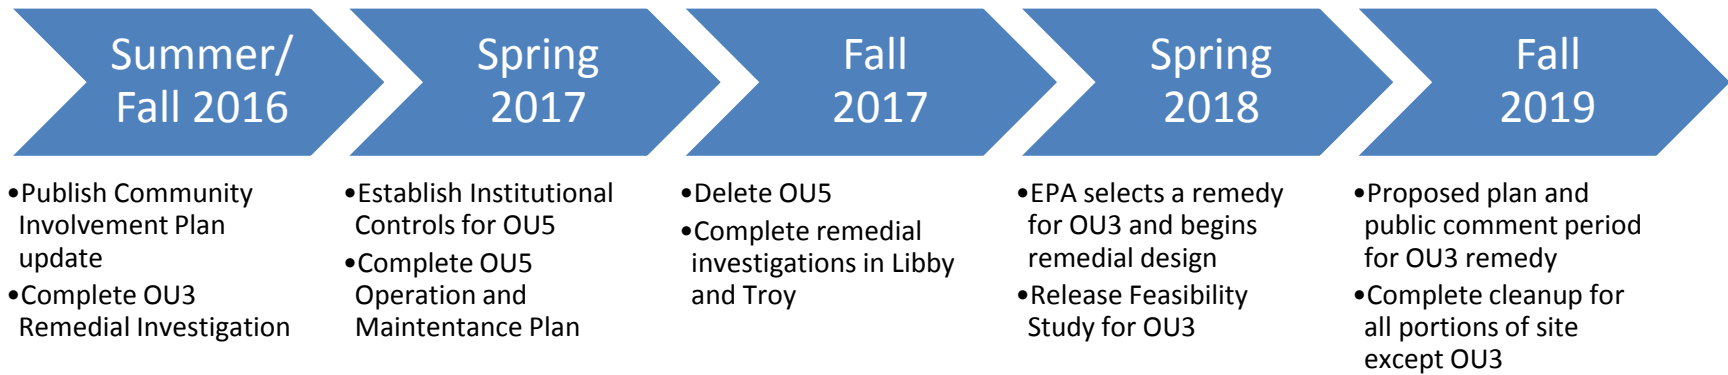 Summer/
Fall 2016
Spring
2017
Fall
2017
Spring
2018
Fall
2019
•Publish Community
Involvement Plan
update
•Complete OU3
Remedial Investigation
•Establish Institutional
Controls for OU5
•Complete OU5
Operation and
Maintentance Plan
•Delete OU5
•Complete remedial
investigations in Libby
and Troy
•EPA selects a remedy
for OU3 and begins
remedial design
•Release Feasibility
Study for OU3
•Proposed plan and
public comment period
for OU3 remedy
•Complete cleanup for
all portions of site
except OU3